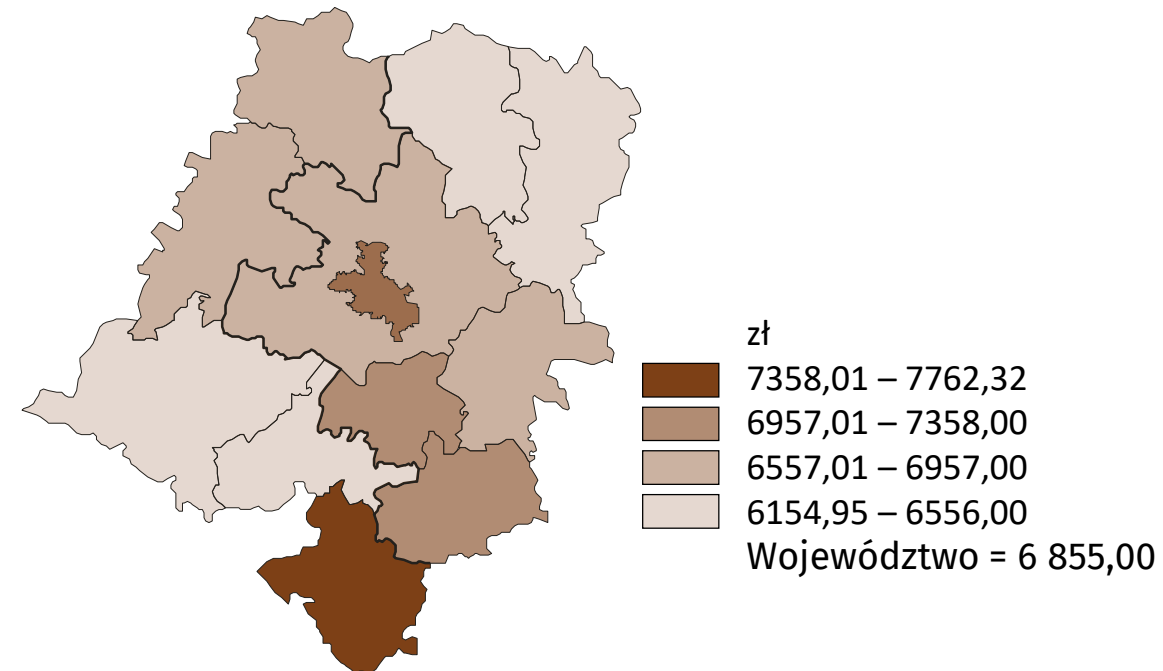 zł
7358,01 – 7762,32
6957,01 – 7358,00
6557,01 – 6957,00
6154,95 – 6556,00
Województwo = 6 855,00